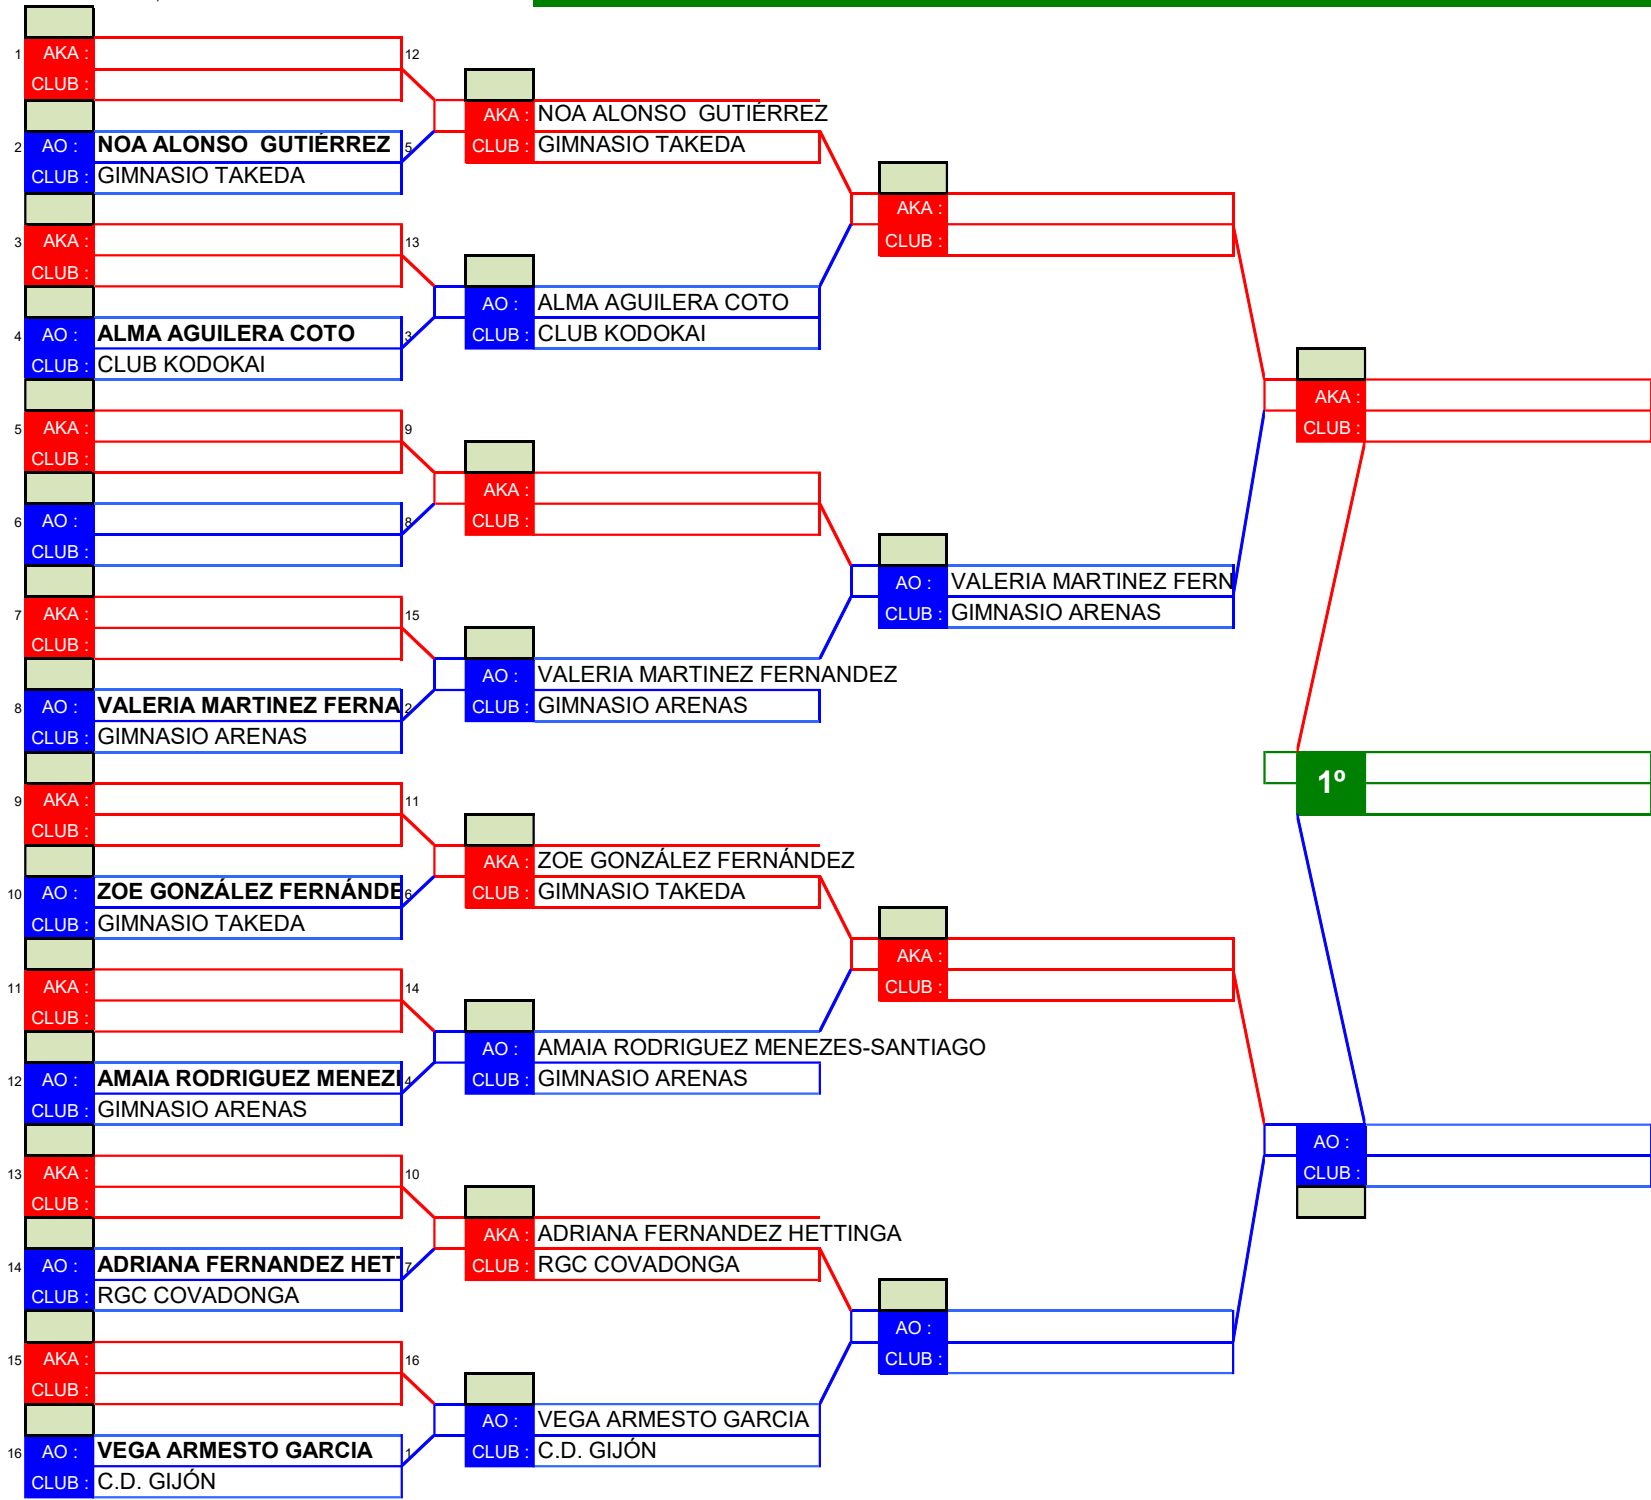 1 AKA : 12
CLUB :
2 AO : NOA ALONSO  GUTIÉRREZ 5
CLUB : GIMNASIO TAKEDA
3 AKA : 13
CLUB :
4 AO : ALMA AGUILERA COTO 3
CLUB : CLUB KODOKAI
5 AKA : 9
CLUB :
6 AO : 8
CLUB :
7 AKA : 15
CLUB :
8 AO : VALERIA MARTINEZ FERNA 2
CLUB : GIMNASIO ARENAS
9 AKA : 11
CLUB :
10 AO : ZOE GONZÁLEZ FERNÁNDE 6
CLUB : GIMNASIO TAKEDA
11 AKA : 14
CLUB :
12 AO : AMAIA RODRIGUEZ MENEZ 4
CLUB : GIMNASIO ARENAS
13 AKA : 10
CLUB :
14 AO : ADRIANA FERNANDEZ HET 7
CLUB : RGC COVADONGA
15 AKA : 16
CLUB :
16 AO : VEGA ARMESTO GARCIA 1
CLUB : C.D. GIJÓN
AKA : NOA ALONSO  GUTIÉRREZ
CLUB : GIMNASIO TAKEDA
AO : ALMA AGUILERA COTO
CLUB : CLUB KODOKAI
AKA :
CLUB :
AO : VALERIA MARTINEZ FERNANDEZ
CLUB : GIMNASIO ARENAS
AKA : ZOE GONZÁLEZ FERNÁNDEZ
CLUB : GIMNASIO TAKEDA
AO : AMAIA RODRIGUEZ MENEZES-SANTIAGO
CLUB : GIMNASIO ARENAS
AKA : ADRIANA FERNANDEZ HETTINGA
CLUB : RGC COVADONGA
AO : VEGA ARMESTO GARCIA
CLUB : C.D. GIJÓN
AKA :
CLUB :
AO : VALERIA MARTINEZ FERN
CLUB : GIMNASIO ARENAS
AKA :
CLUB :
AO :
CLUB :
AKA :
CLUB :
1º
AO :
CLUB :